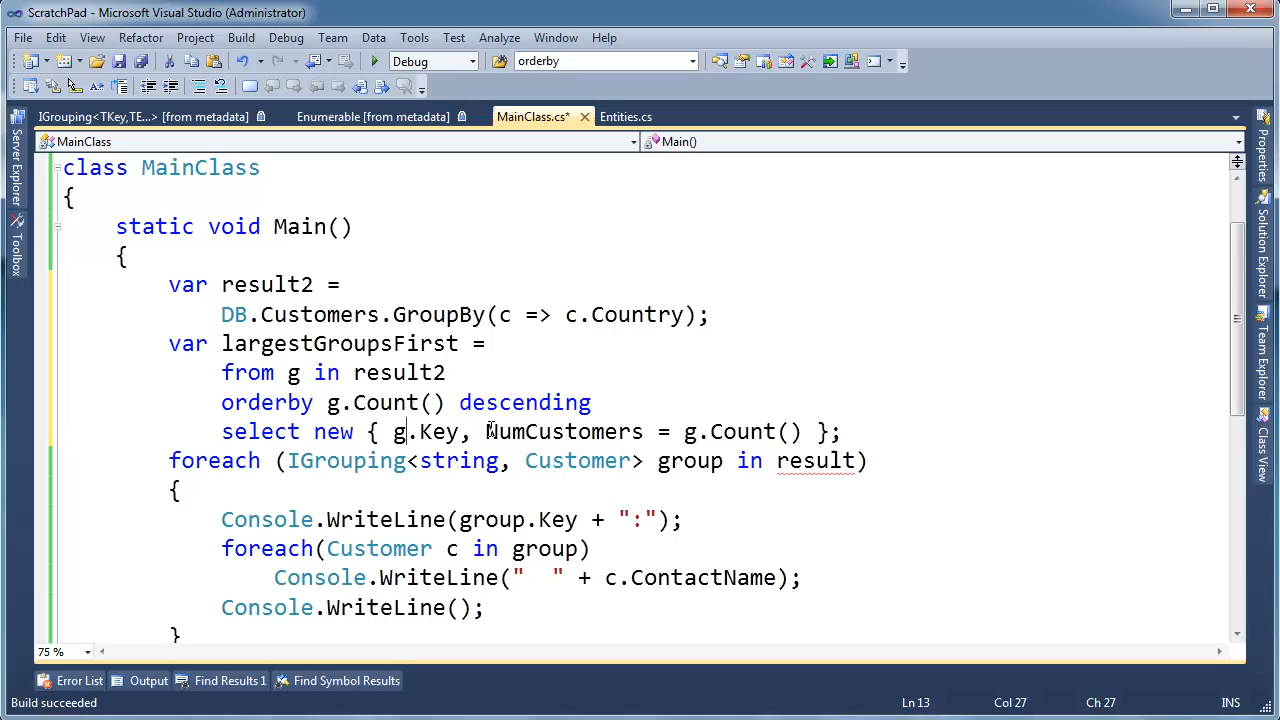 ScratchPad - Microsoft Visual Studio (Administrator)
File Edit View Refactor Project Build Debug Team Data Tools Test Analyze Window Help
Debug orderby
IGrouping<TKey,TE...> [from metadata] Enumerable [from metadata] MainClass.cs* Entities.cs
MainClass Main()
Server Explorer
Toolbox
class MainClass
{
static void Main()
{
var result2 =
DB.Customers.GroupBy(c => c.Country);
var largestGroupsFirst =
from g in result2
orderby g.Count() descending
select new { g.Key, NumCustomers = g.Count() };
foreach (IGrouping<string, Customer> group in result)
{
Console.WriteLine(group.Key + ":");
foreach(Customer c in group)
Console.WriteLine("  " + c.ContactName);
Console.WriteLine();
}
Properties
Solution Explorer
Team Explorer
Class View
75 %
Error List Output Find Results 1 Find Symbol Results
Build succeeded Ln 13 Col 27 Ch 27 INS